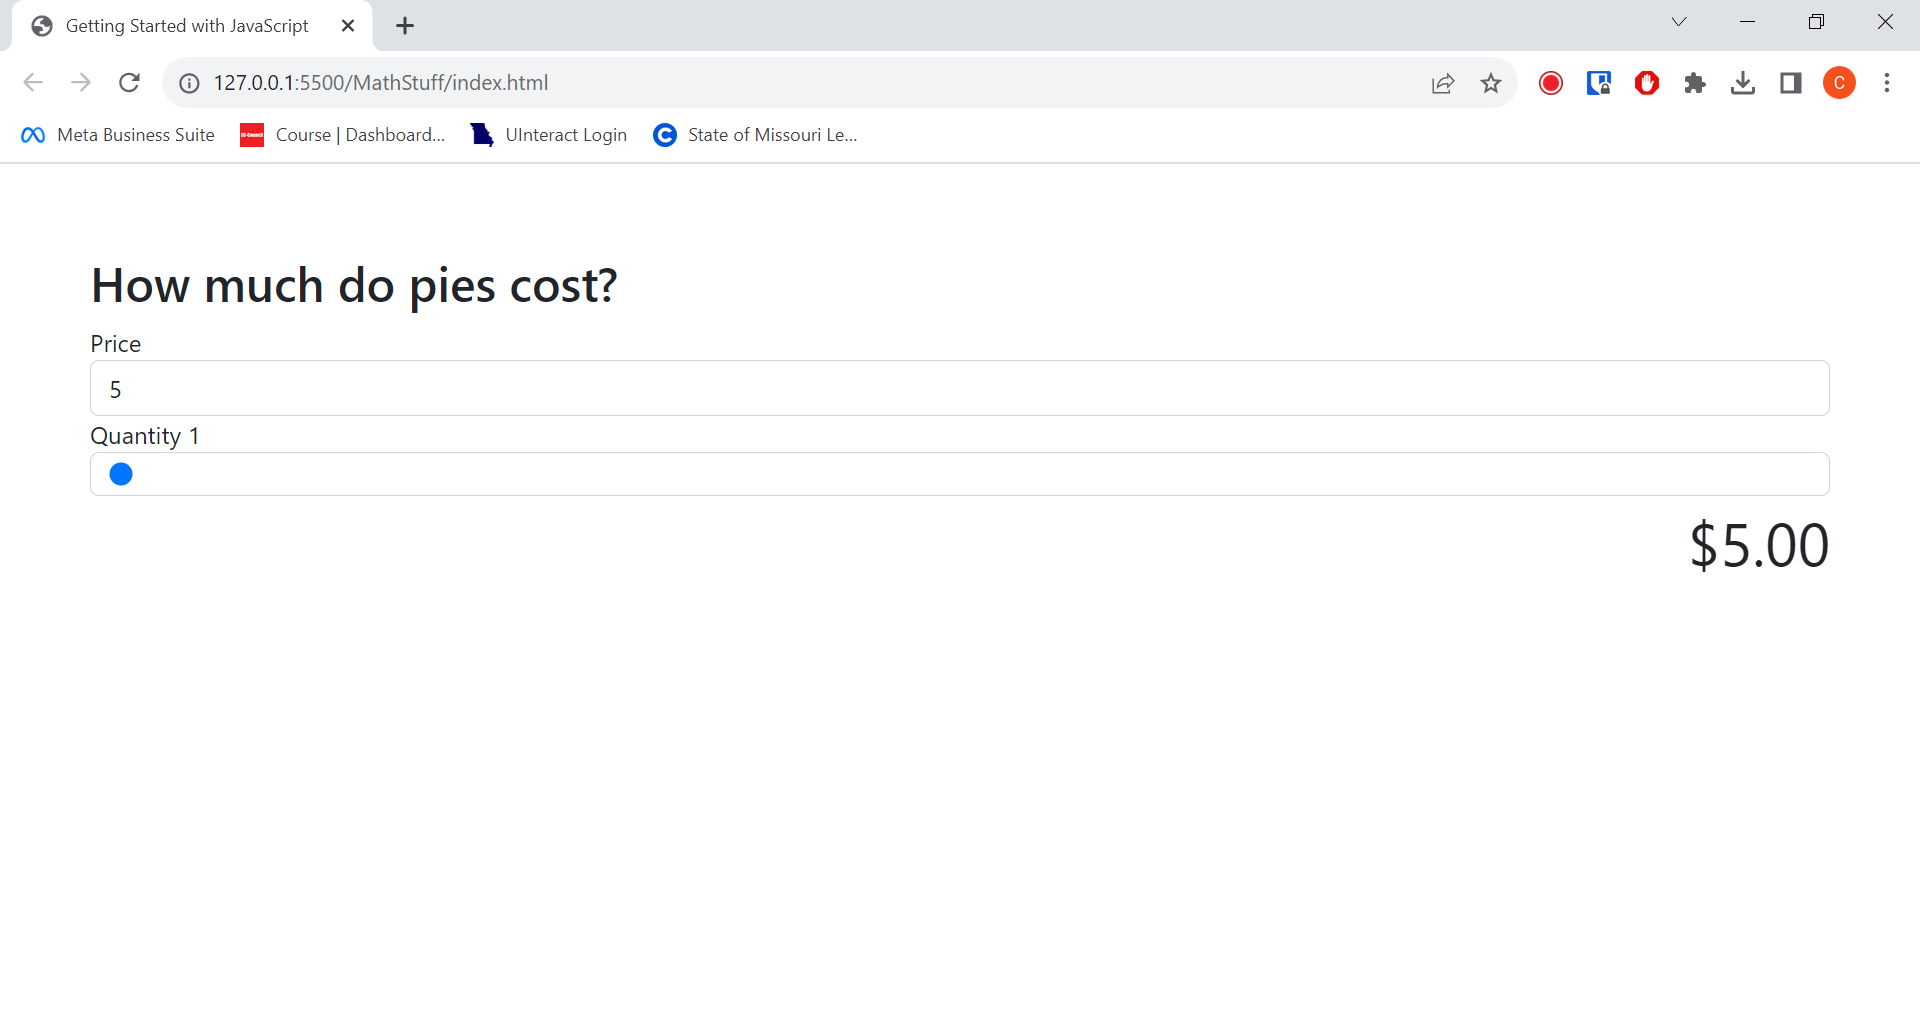 Getting Started with JavaScript
127.0.0.1:5500/MathStuff/index.html
C
Meta Business Suite Course | Dashboard... UInteract Login State of Missouri Le...
How much do pies cost?
Price
5
Quantity 1
$5.00